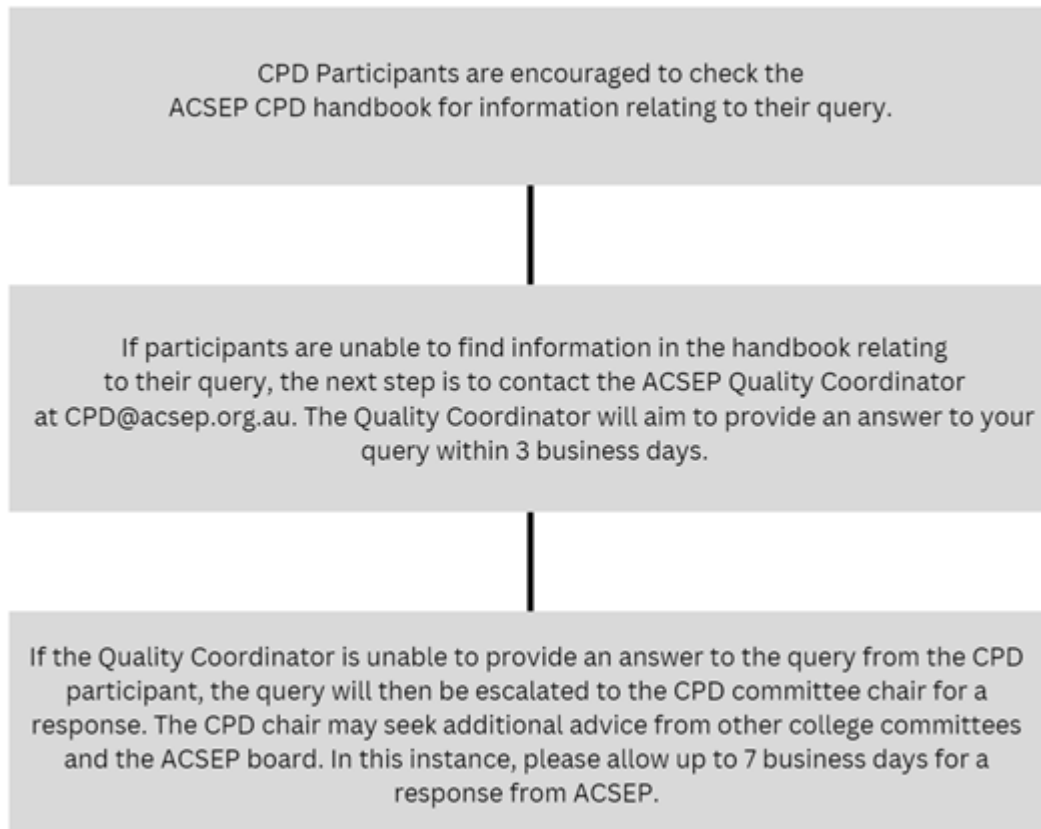 CPD Participants are encouraged to check the
ACSEP CPD handbook for information relating to their query.
If participants are unable to find information in the handbook relating
to their query, the next step is to contact the ACSEP Quality Coordinator
at CPD@acsep.org.au. The Quality Coordinator will aim to provide an answer to your
query within 3 business days.
If the Quality Coordinator is unable to provide an answer to the query from the CPD
participant, the query will then be escalated to the CPD committee chair for a
response. The CPD chair may seek additional advice from other college committees
and the ACSEP board. In this instance, please allow up to 7 business days for a
response from ACSEP.